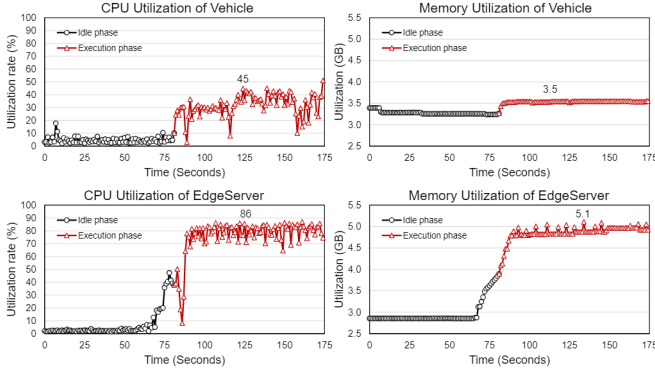 CPU Utilization of Vehicle
Utilization rate (%)
100
90
80
70
60
50
40
30
20
10
0
Idle phase
Execution phase
45
0 25 50 75 100 125 150 175
Time (Seconds)
Memory Utilization of Vehicle
Utilization (GB)
5.5
5.0
4.5
4.0
3.5
3.0
2.5
Idle phase
Execution phase
3.5
0 25 50 75 100 125 150 175
Time (Seconds)
CPU Utilization of EdgeServer
Utilization rate (%)
100
90
80
70
60
50
40
30
20
10
0
Idle phase
Execution phase
86
0 25 50 75 100 125 150 175
Time (Seconds)
Memory Utilization of EdgeServer
Utilization (GB)
5.5
5.0
4.5
4.0
3.5
3.0
2.5
Idle phase
Execution phase
5.1
0 25 50 75 100 125 150 175
Time (Seconds)